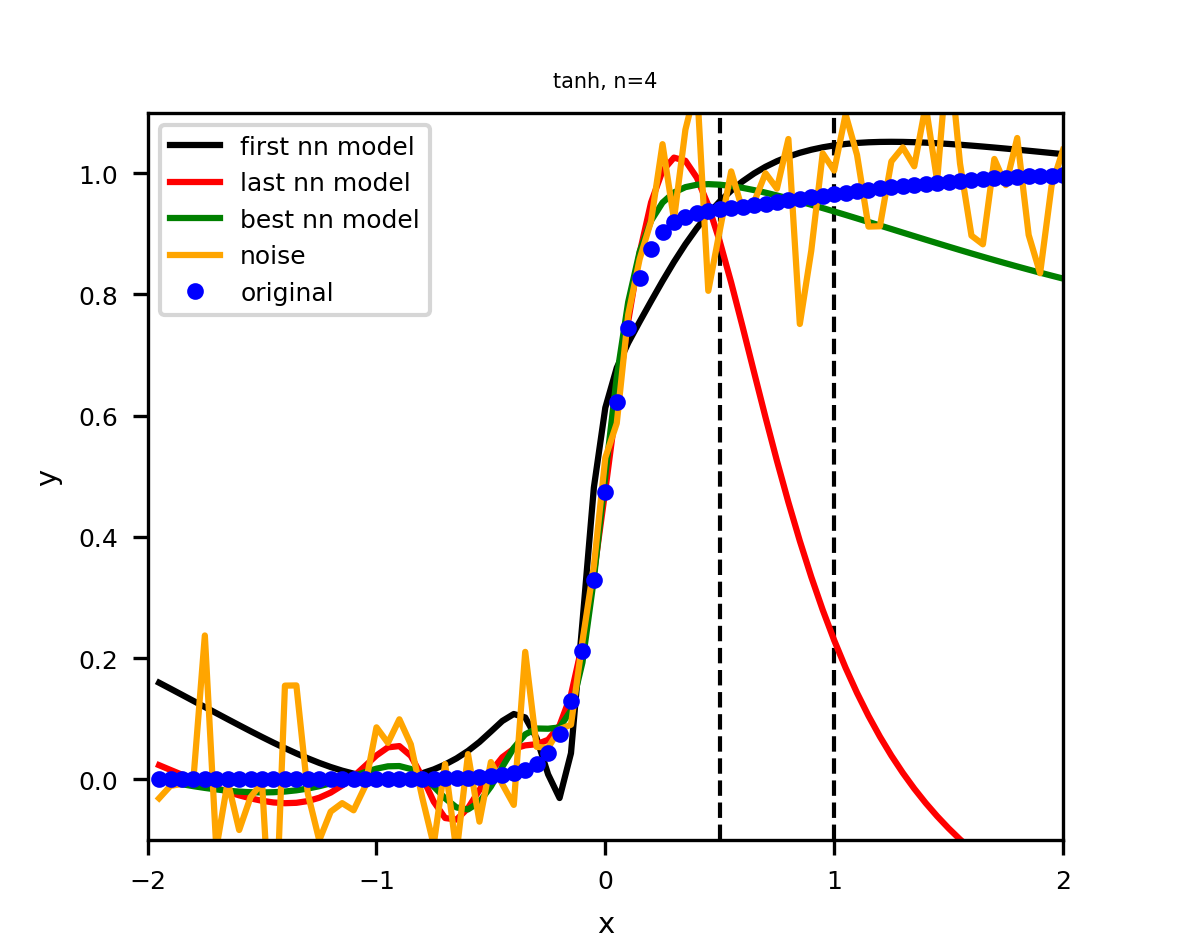 tanh, n=4
first nn model
last nn model
best nn model
noise
original
y
1.0
0.8
0.6
0.4
0.2
0.0
−2
−1
0
1
2
x